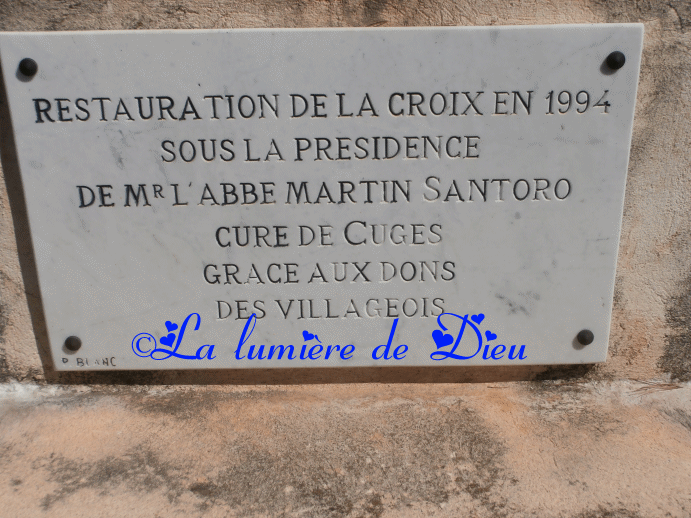 RESTAURATION DE LA CROIX EN 1994
SOUS LA PRESIDENCE
DE MR L'ABBE MARTIN SANTORO
CURE DE CUGES
GRACE AUX DONS
DES VILLAGEOIS
P BLANC
©La lumière de Dieu